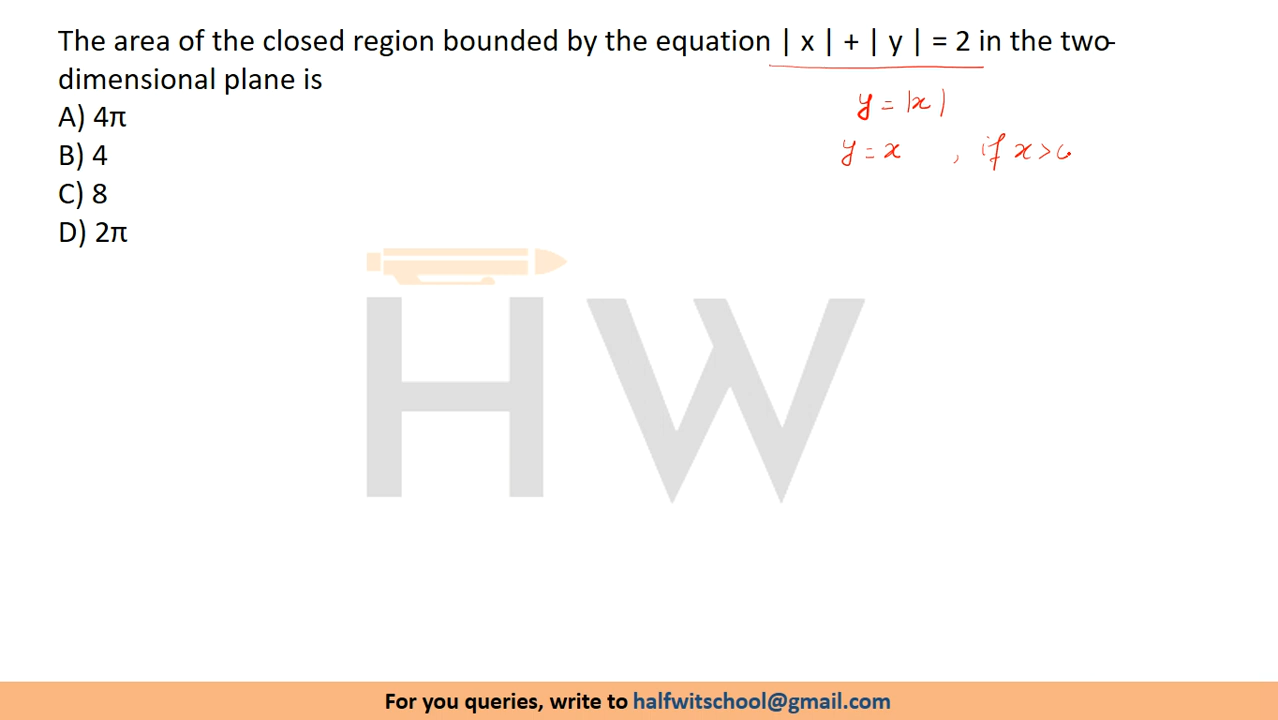 The area of the closed region bounded by the equation | x | + | y | = 2 in the two-
dimensional plane is
A) 4π
B) 4
C) 8
D) 2π
y = |x|
y = x , if x >
HW
For you queries, write to halfwitschool@gmail.com